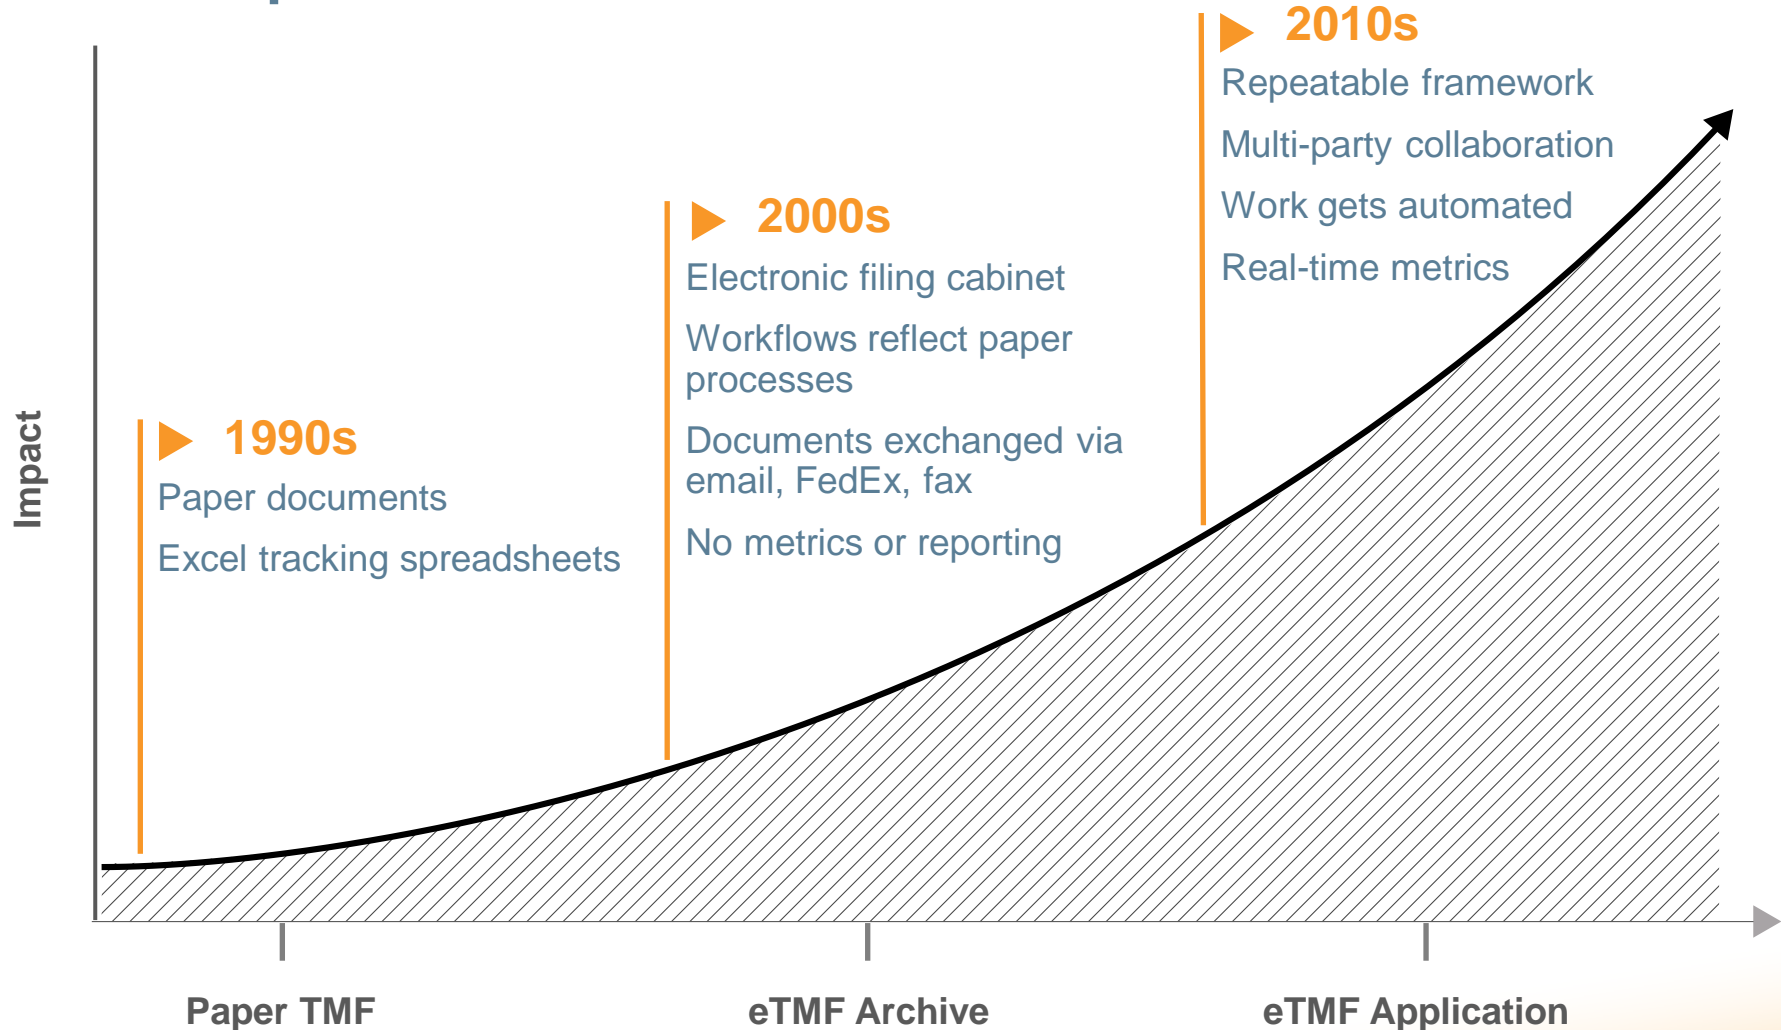 2010s
Repeatable framework
Multi-party collaboration
Work gets automated
Real-time metrics
2000s
Electronic filing cabinet
Workflows reflect paper
processes
Documents exchanged via
email, FedEx, fax
No metrics or reporting
1990s
Paper documents
Excel tracking spreadsheets
Impact
Paper TMF
eTMF Archive
eTMF Application